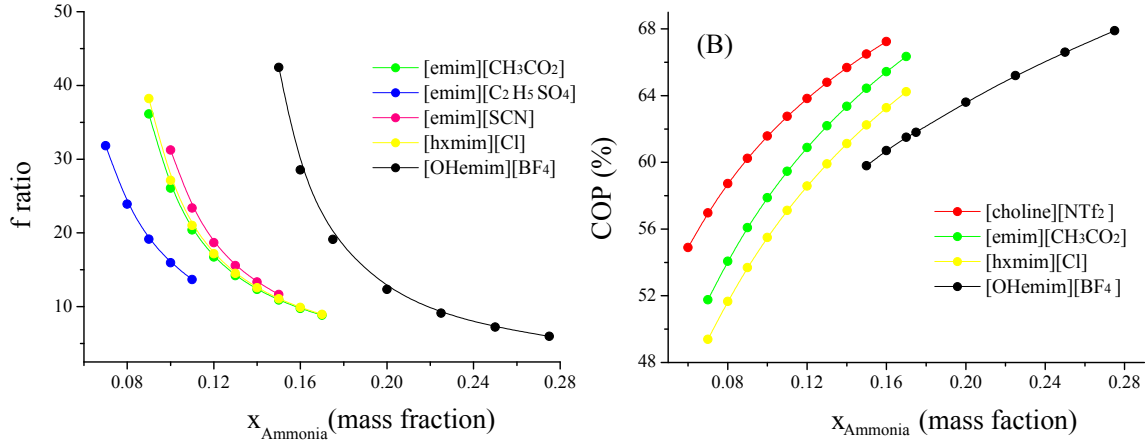 50
40
30
20
10
f ratio
[emim][CH3CO2]
[emim][C2 H5 SO4]
[emim][SCN]
[hxmim][Cl]
[OHemim][BF4]
0.08 0.12 0.16 0.20 0.24 0.28
xAmmonia (mass fraction)
(B)
68
64
60
56
52
48
COP (%)
[choline][NTf2]
[emim][CH3CO2]
[hxmim][Cl]
[OHemim][BF4]
0.08 0.12 0.16 0.20 0.24 0.28
xAmmonia (mass faction)